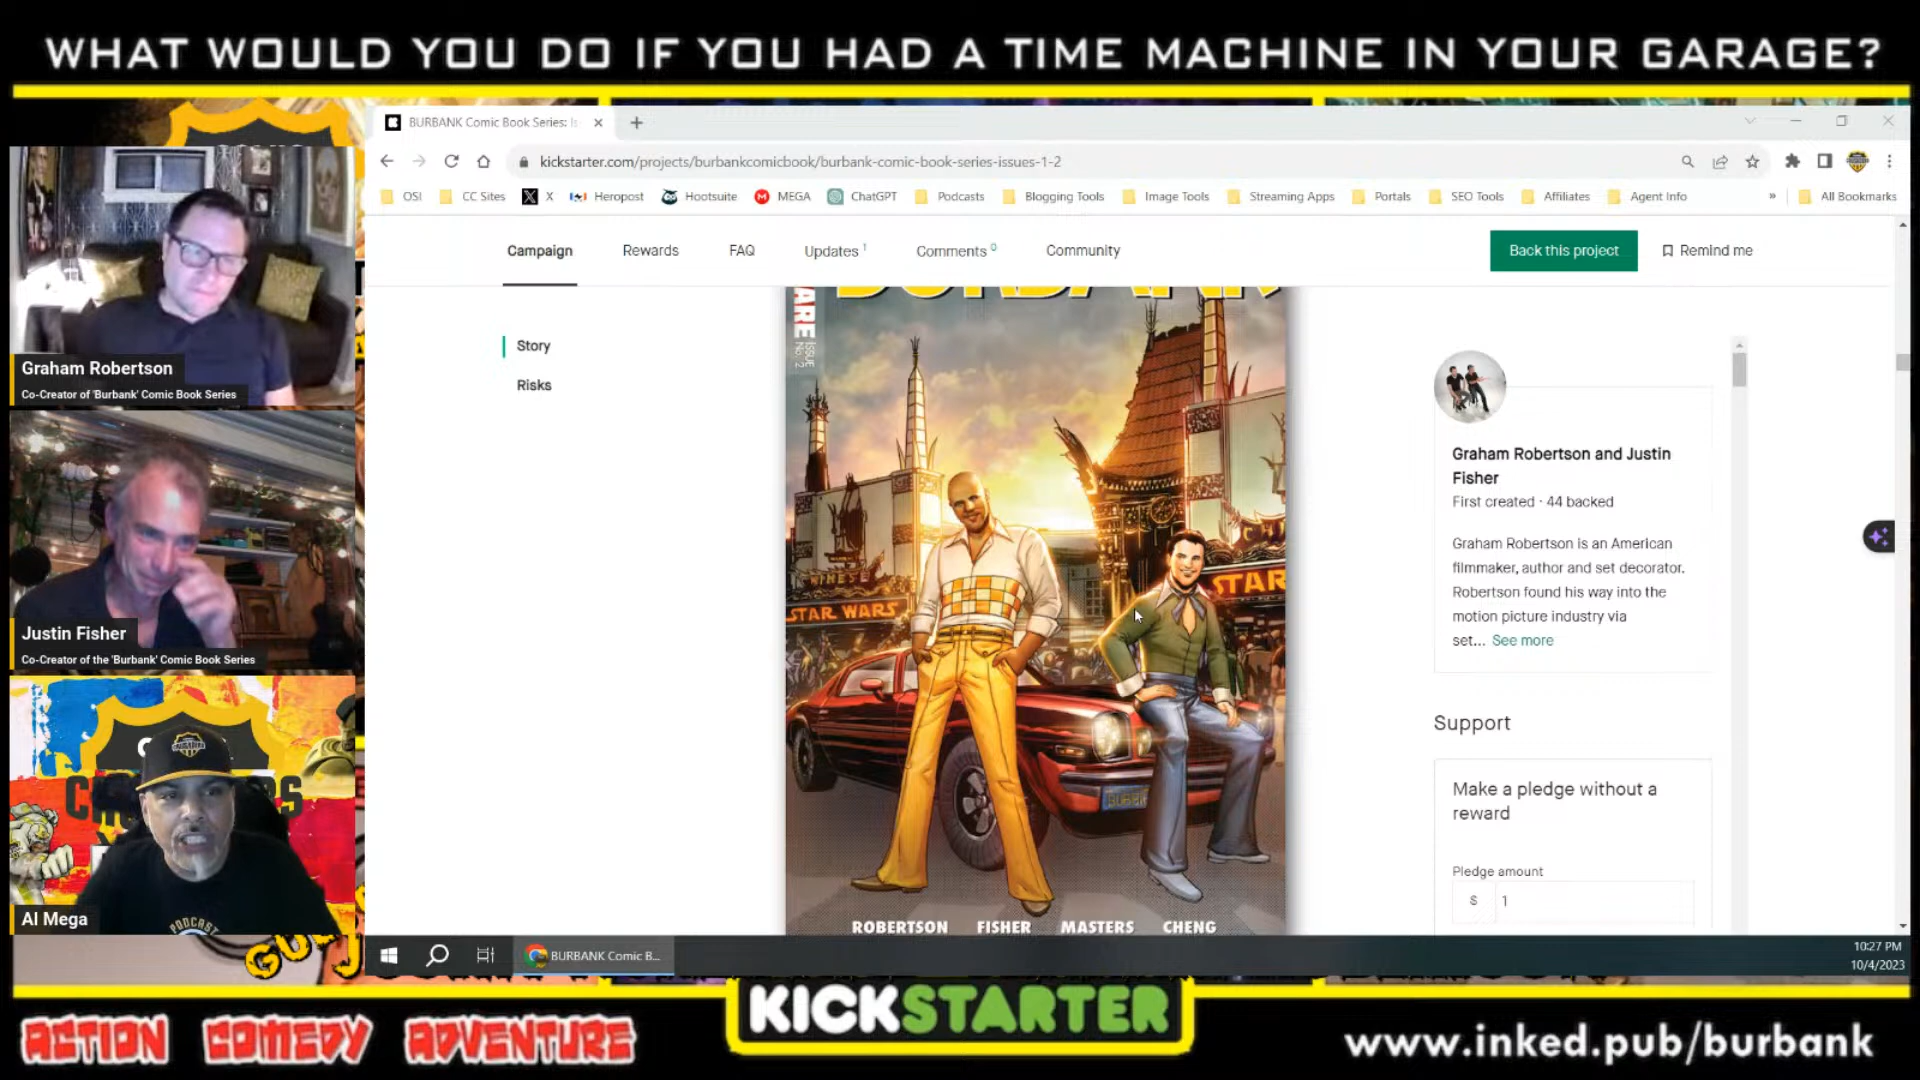 WHAT WOULD YOU DO IF YOU HAD A TIME MACHINE IN YOUR GARAGE?
BURBANK Comic Book Series: Is
kickstarter.com/projects/burbankcomicbook/burbank-comic-book-series-issues-1-2
OSI CC Sites X Heropost Hootsuite MEGA ChatGPT Podcasts Blogging Tools Image Tools Streaming Apps Portals SEO Tools Affiliates Agent Info » All Bookmarks
Campaign Rewards FAQ Updates 1 Comments 0 Community Back this project Remind me
Story
Risks
BURBANK
ISSUE
No. 2
CHINESE
STAR WARS
STAR
ROBERTSON FISHER MASTERS CHENG
Graham Robertson and Justin
Fisher
First created · 44 backed
Graham Robertson is an American
filmmaker, author and set decorator.
Robertson found his way into the
motion picture industry via
set... See more
Support
Make a pledge without a
reward
Pledge amount
$ 1
Graham Robertson
Co-Creator of 'Burbank' Comic Book Series
Justin Fisher
Co-Creator of the 'Burbank' Comic Book Series
PODCAST
Al Mega
BURBANK Comic B...
10:27 PM
10/4/2023
ACTION COMEDY ADVENTURE
KICKSTARTER
www.inked.pub/burbank